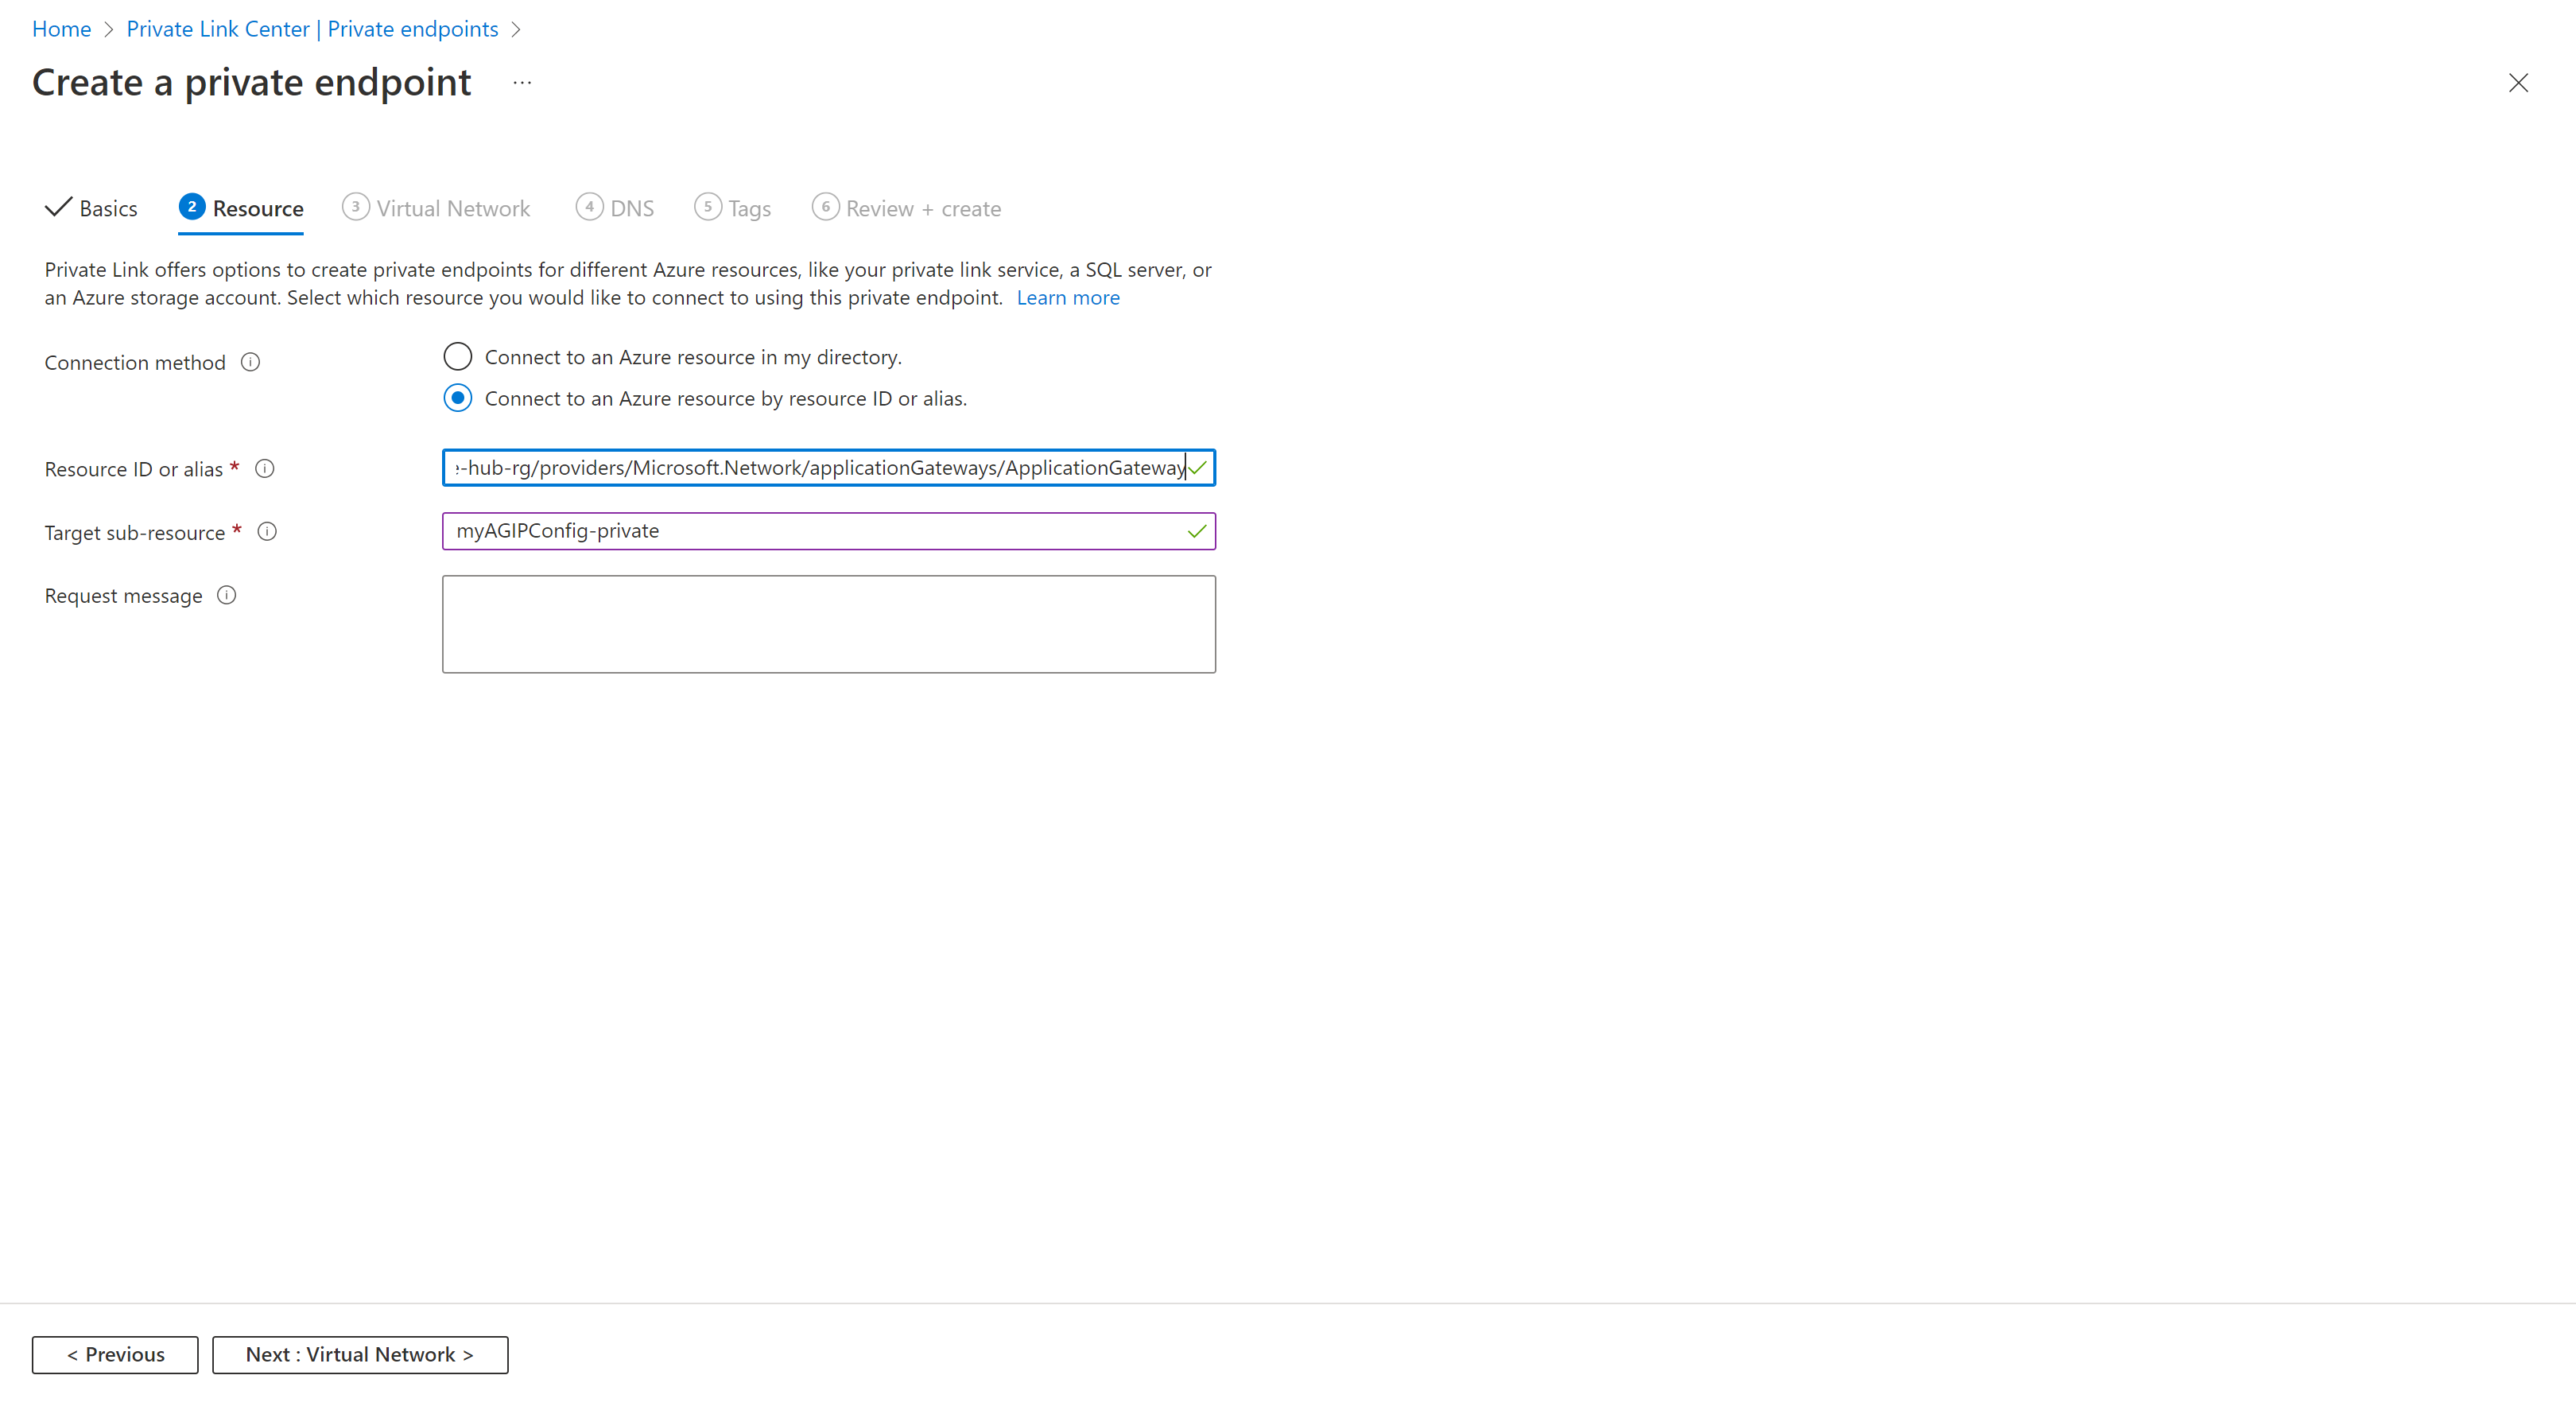 Home > Private Link Center | Private endpoints >
Create a private endpoint ...
Basics 2 Resource 3 Virtual Network 4 DNS 5 Tags 6 Review + create
Private Link offers options to create private endpoints for different Azure resources, like your private link service, a SQL server, or
an Azure storage account. Select which resource you would like to connect to using this private endpoint. Learn more
Connection method
Connect to an Azure resource in my directory.
Connect to an Azure resource by resource ID or alias.
Resource ID or alias *
-hub-rg/providers/Microsoft.Network/applicationGateways/ApplicationGateway
Target sub-resource *
myAGIPConfig-private
Request message
< Previous
Next : Virtual Network >